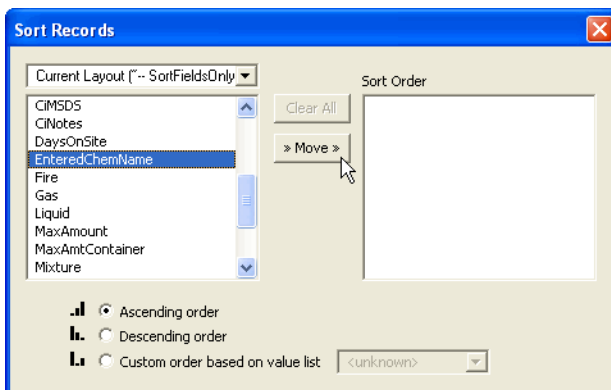 Sort Records
Current Layout ("-- SortFieldsOnly
CiMSDS
CiNotes
DaysOnSite
EnteredChemName
Fire
Gas
Liquid
MaxAmount
MaxAmtContainer
Mixture
Clear All
» Move »
Sort Order
Ascending order
Descending order
Custom order based on value list
<unknown>